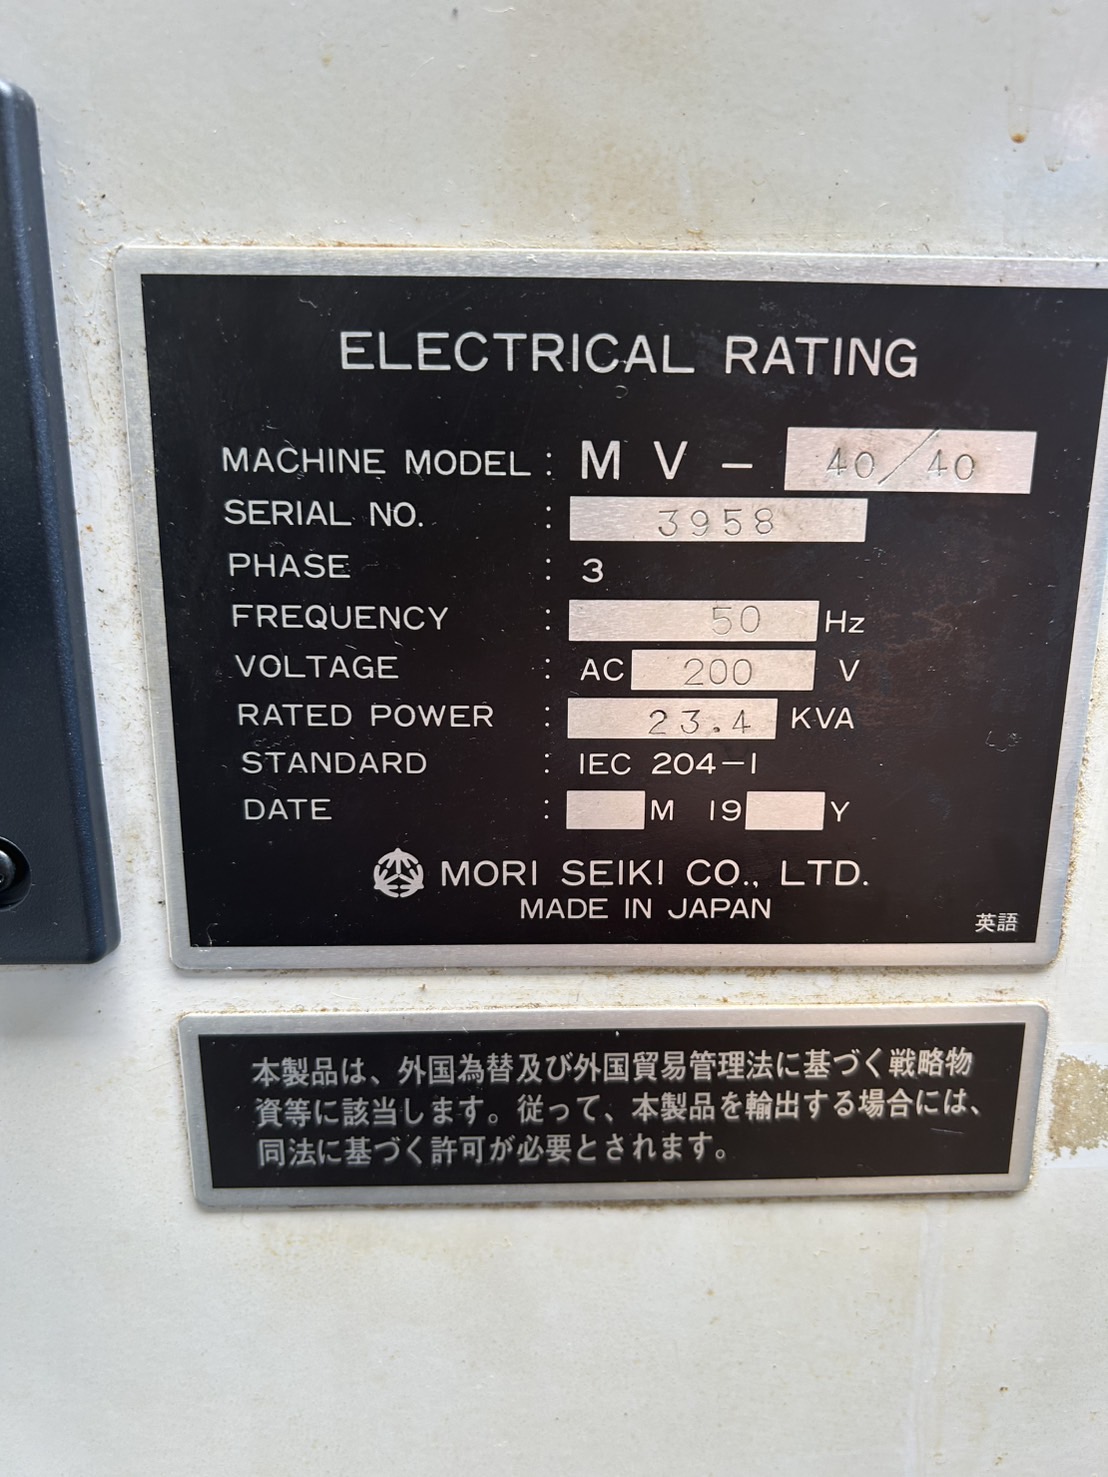 ELECTRICAL RATING
MACHINE MODEL : MV- 40/40
SERIAL NO. : 3958
PHASE : 3
FREQUENCY : 50 Hz
VOLTAGE : AC 200 V
RATED POWER : 23.4 KVA
STANDARD : IEC 204-1
DATE : M 19 Y
MORI SEIKI CO., LTD.
MADE IN JAPAN
英語
本製品は、外国為替及び外国貿易管理法に基づく戦略物
資等に該当します。従って、本製品を輸出する場合には、
同法に基づく許可が必要とされます。